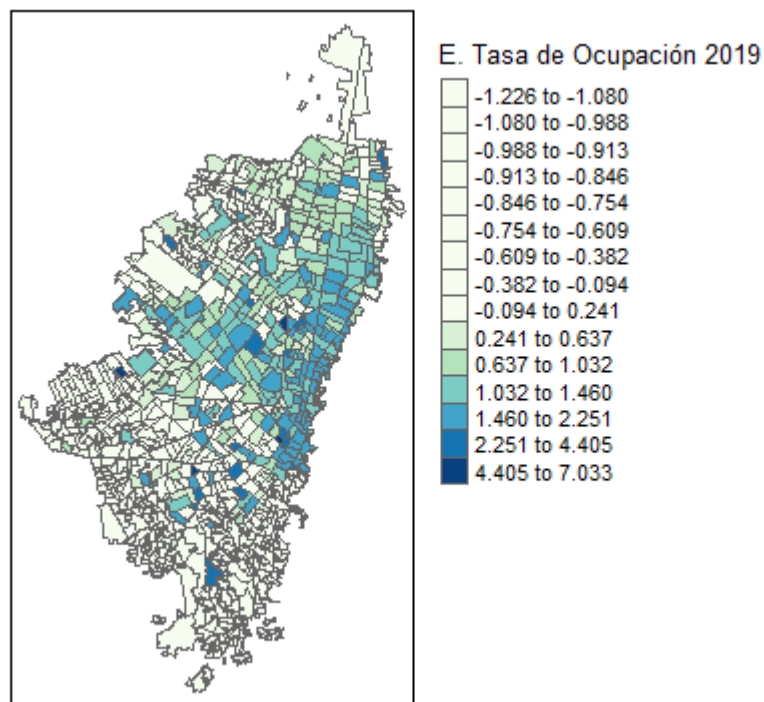 E. Tasa de Ocupación 2019
-1.226 to -1.080
-1.080 to -0.988
-0.988 to -0.913
-0.913 to -0.846
-0.846 to -0.754
-0.754 to -0.609
-0.609 to -0.382
-0.382 to -0.094
-0.094 to 0.241
0.241 to 0.637
0.637 to 1.032
1.032 to 1.460
1.460 to 2.251
2.251 to 4.405
4.405 to 7.033